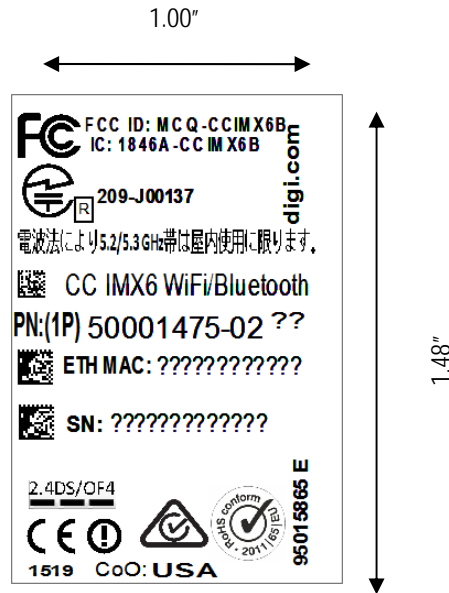 1.00"
FCC ID: MCQ-CCIMX6B
IC: 1846A-CCIMX6B
digi.com
R 209-J00137
電波法により5.2/5.3GHz帯は屋内使用に限ります。
CC IMX6 WiFi/Bluetooth
PN:(1P) 50001475-02 ??
ETH MAC: ????????????
SN: ?????????????
1.48"
2.4DS/OF4
CE
RoHS conform
2011|65|EU
95015865 E
1519 CoO: USA